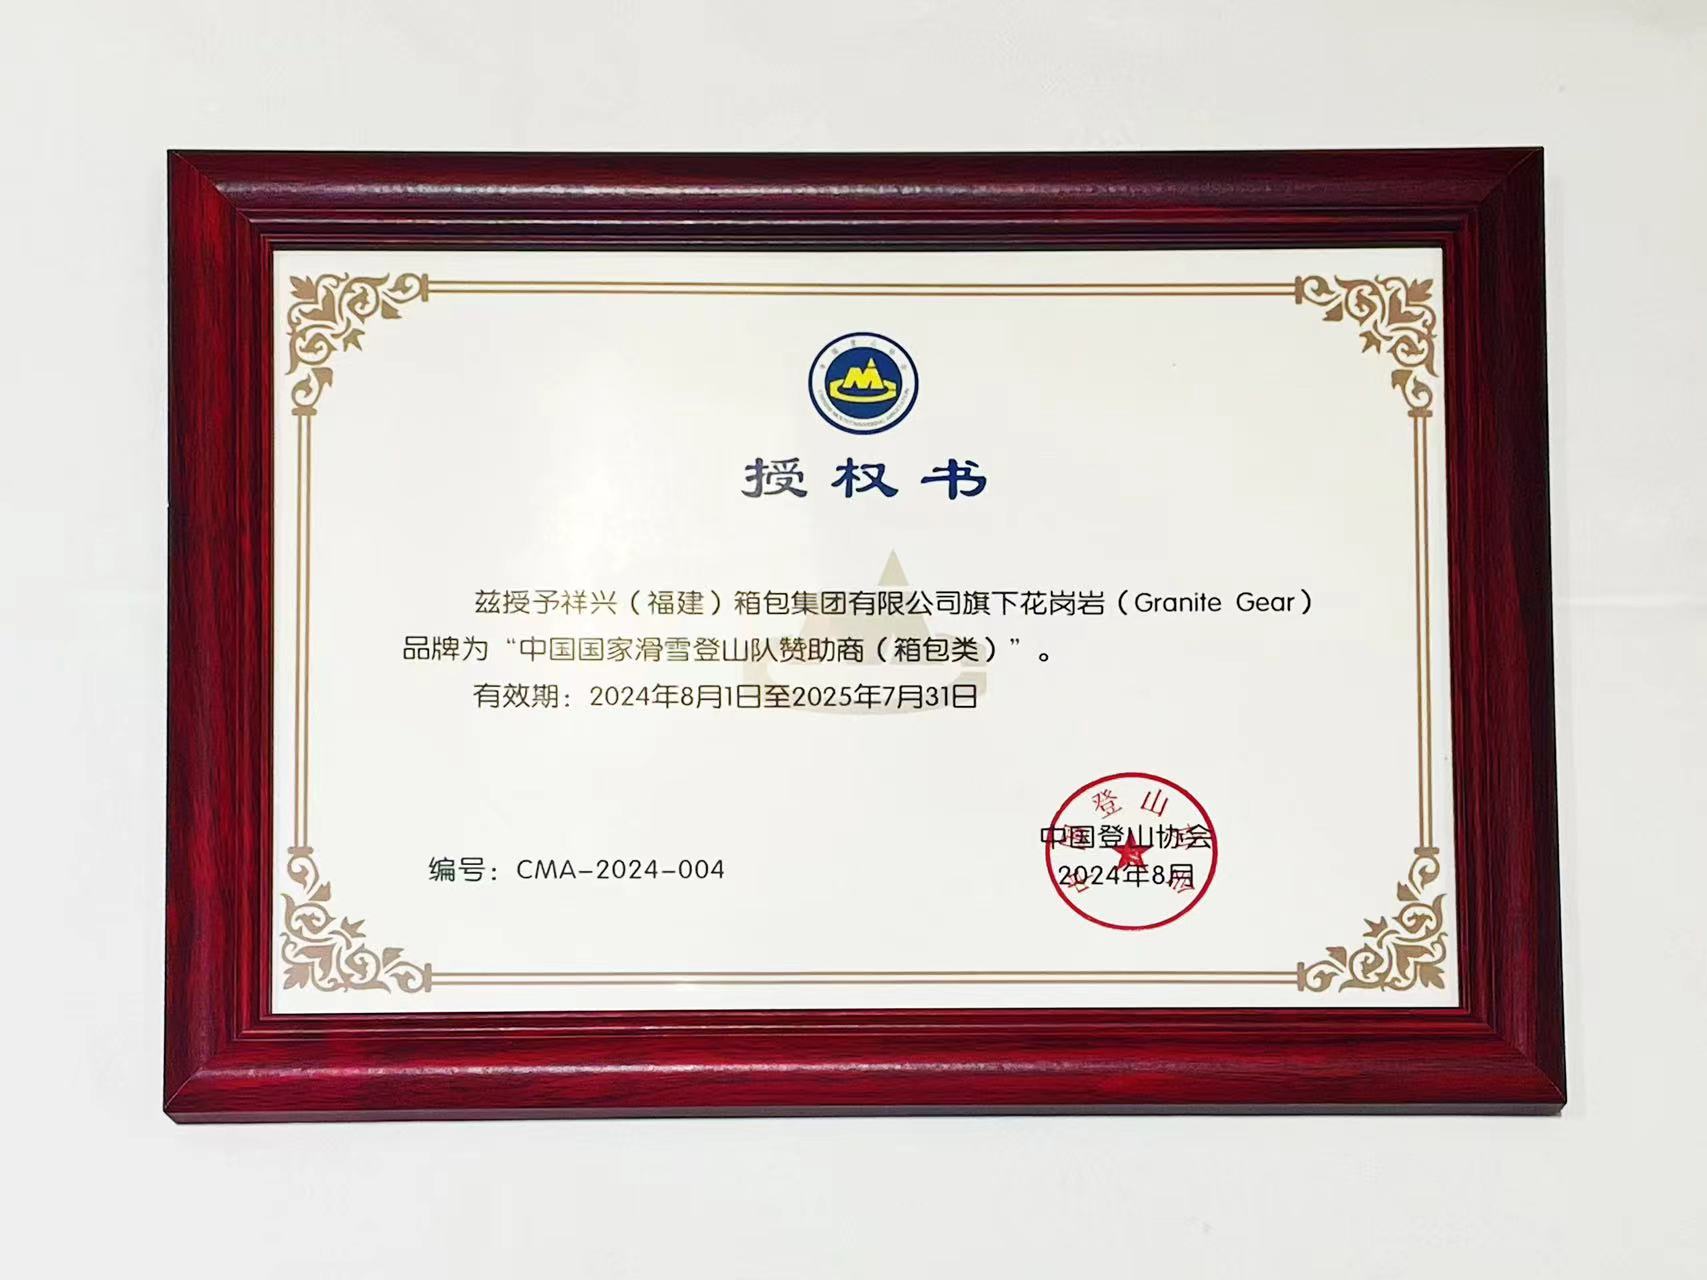 授权书
兹授予祥兴（福建）箱包集团有限公司旗下花岗岩（Granite Gear）
品牌为“中国国家滑雪登山队赞助商（箱包类）”。
有效期：2024年8月1日至2025年7月31日
编号：CMA-2024-004
中国登山协会
2024年8月